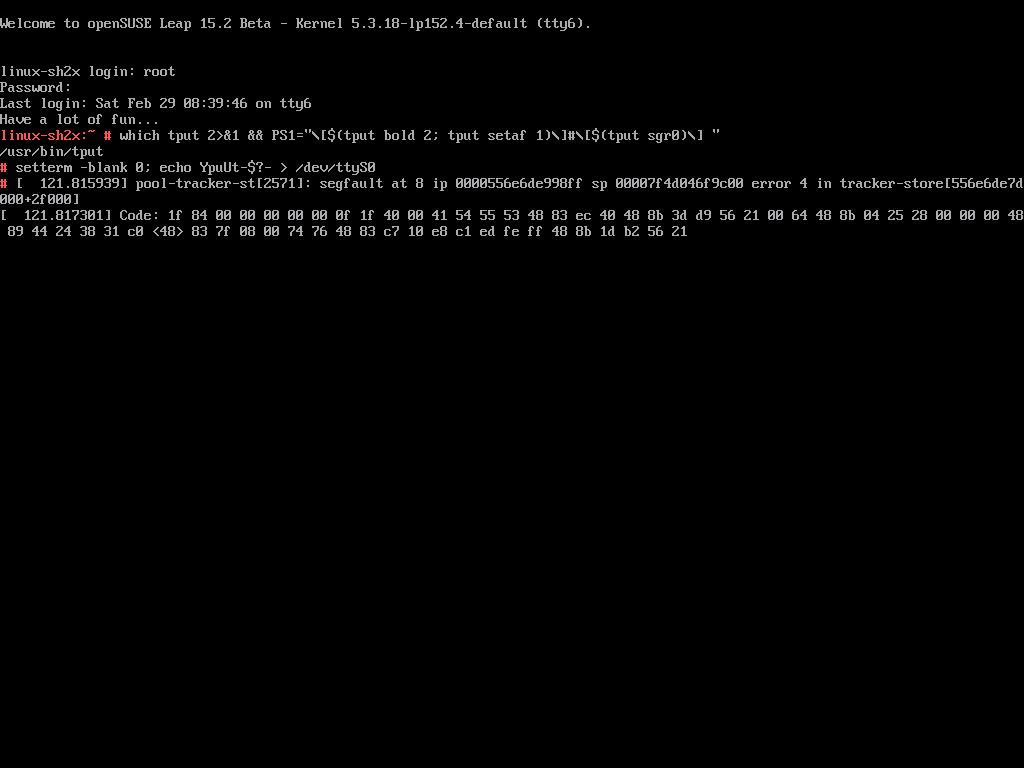 Welcome to openSUSE Leap 15.2 Beta - Kernel 5.3.18-lp152.4-default (tty6).
linux-sh2x login: root
Password:
Last login: Sat Feb 29 08:39:46 on tty6
Have a lot of fun...
linux-sh2x:~ # which tput 2>&1 && PS1="\[$(tput bold 2; tput setaf 1)\]#\[$(tput sgr0)\] "
/usr/bin/tput
# setterm -blank 0; echo YpuUt-$?- > /dev/ttyS0
# [  121.815939] pool-tracker-st[2571]: segfault at 8 ip 0000556e6de998ff sp 00007f4d046f9c00 error 4 in tracker-store[556e6de7d
000+2f000]
[  121.817301] Code: 1f 84 00 00 00 00 00 0f 1f 40 00 41 54 55 53 48 83 ec 40 48 8b 3d d9 56 21 00 64 48 8b 04 25 28 00 00 00 48
 89 44 24 38 31 c0 <48> 83 7f 08 00 74 76 48 83 c7 10 e8 c1 ed fe ff 48 8b 1d b2 56 21